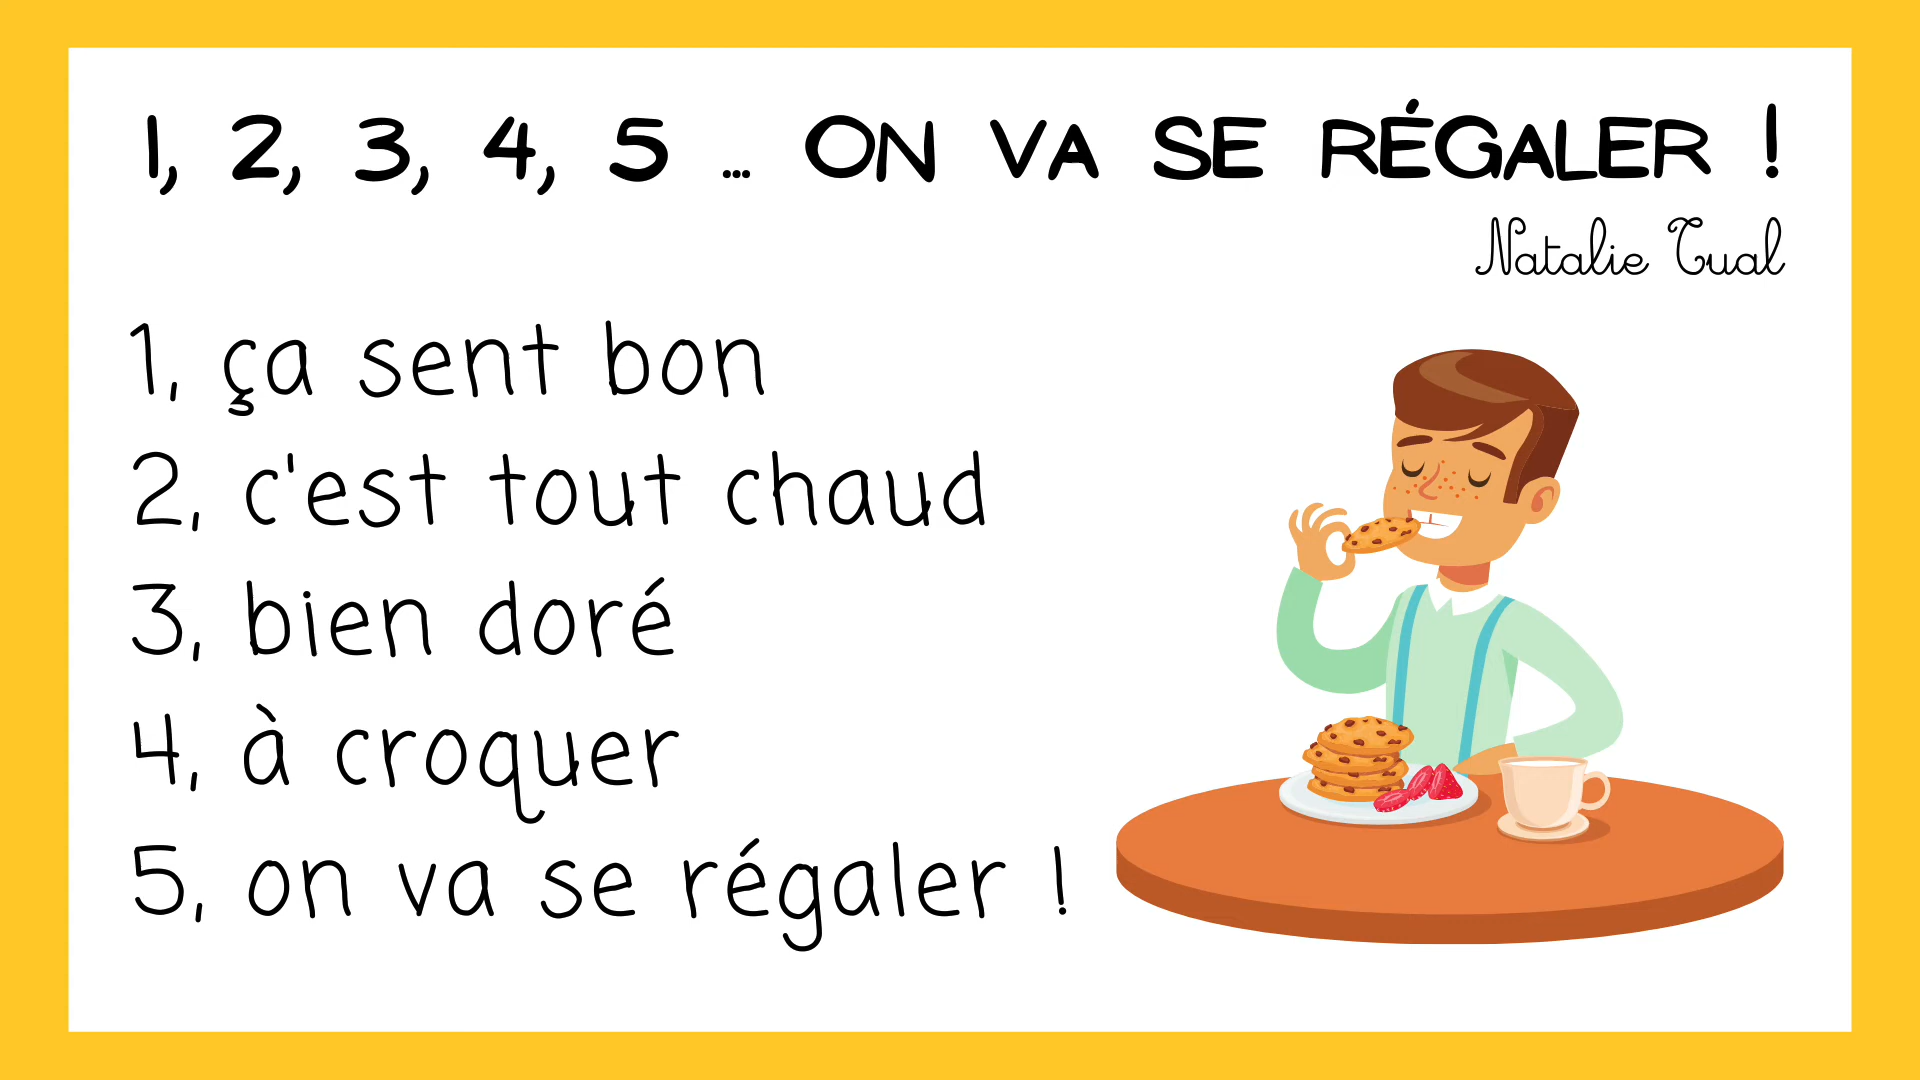 1, 2, 3, 4, 5 ... ON VA SE RÉGALER !
Natalie Tual
1, ça sent bon
2, c'est tout chaud
3, bien doré
4, à croquer
5, on va se régaler !